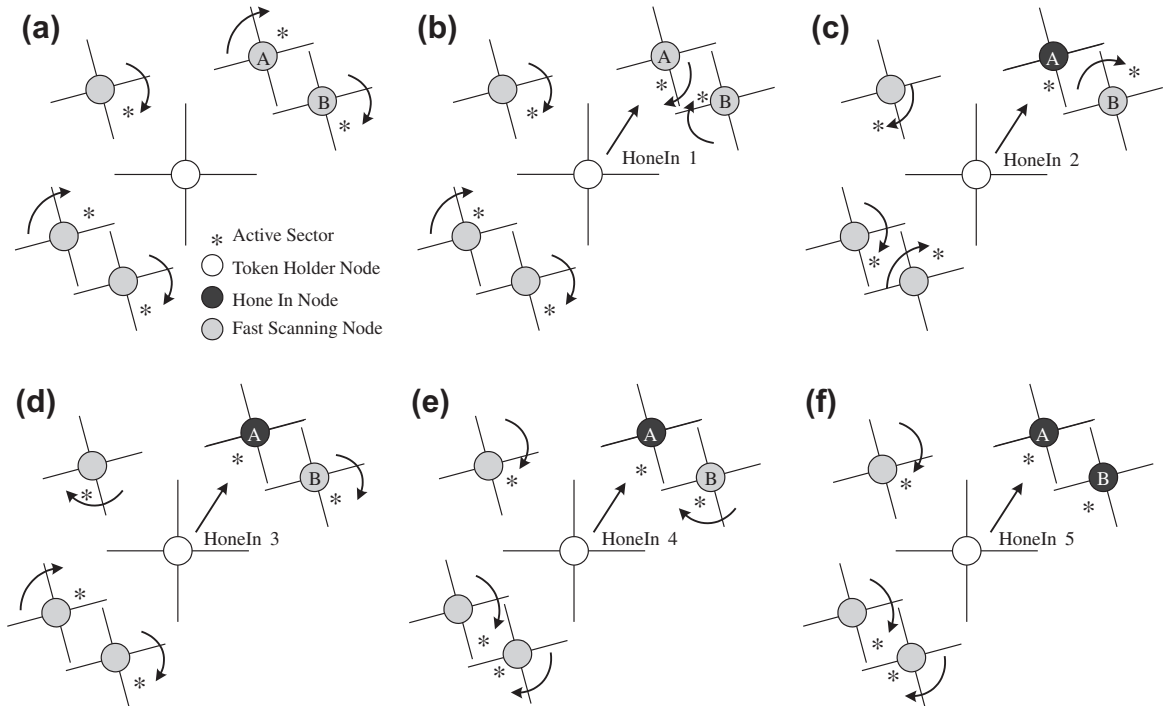 (a)
A
*
B
*
*
*
*
* Active Sector
Token Holder Node
Hone In Node
Fast Scanning Node
(b)
A
*
B
*
*
HoneIn 1
*
*
(c)
A
*
*
B
*
HoneIn 2
*
*
(d)
A
*
B
*
*
HoneIn 3
*
*
(e)
A
*
B
*
*
HoneIn 4
*
*
(f)
A
*
B
*
*
HoneIn 5
*
*